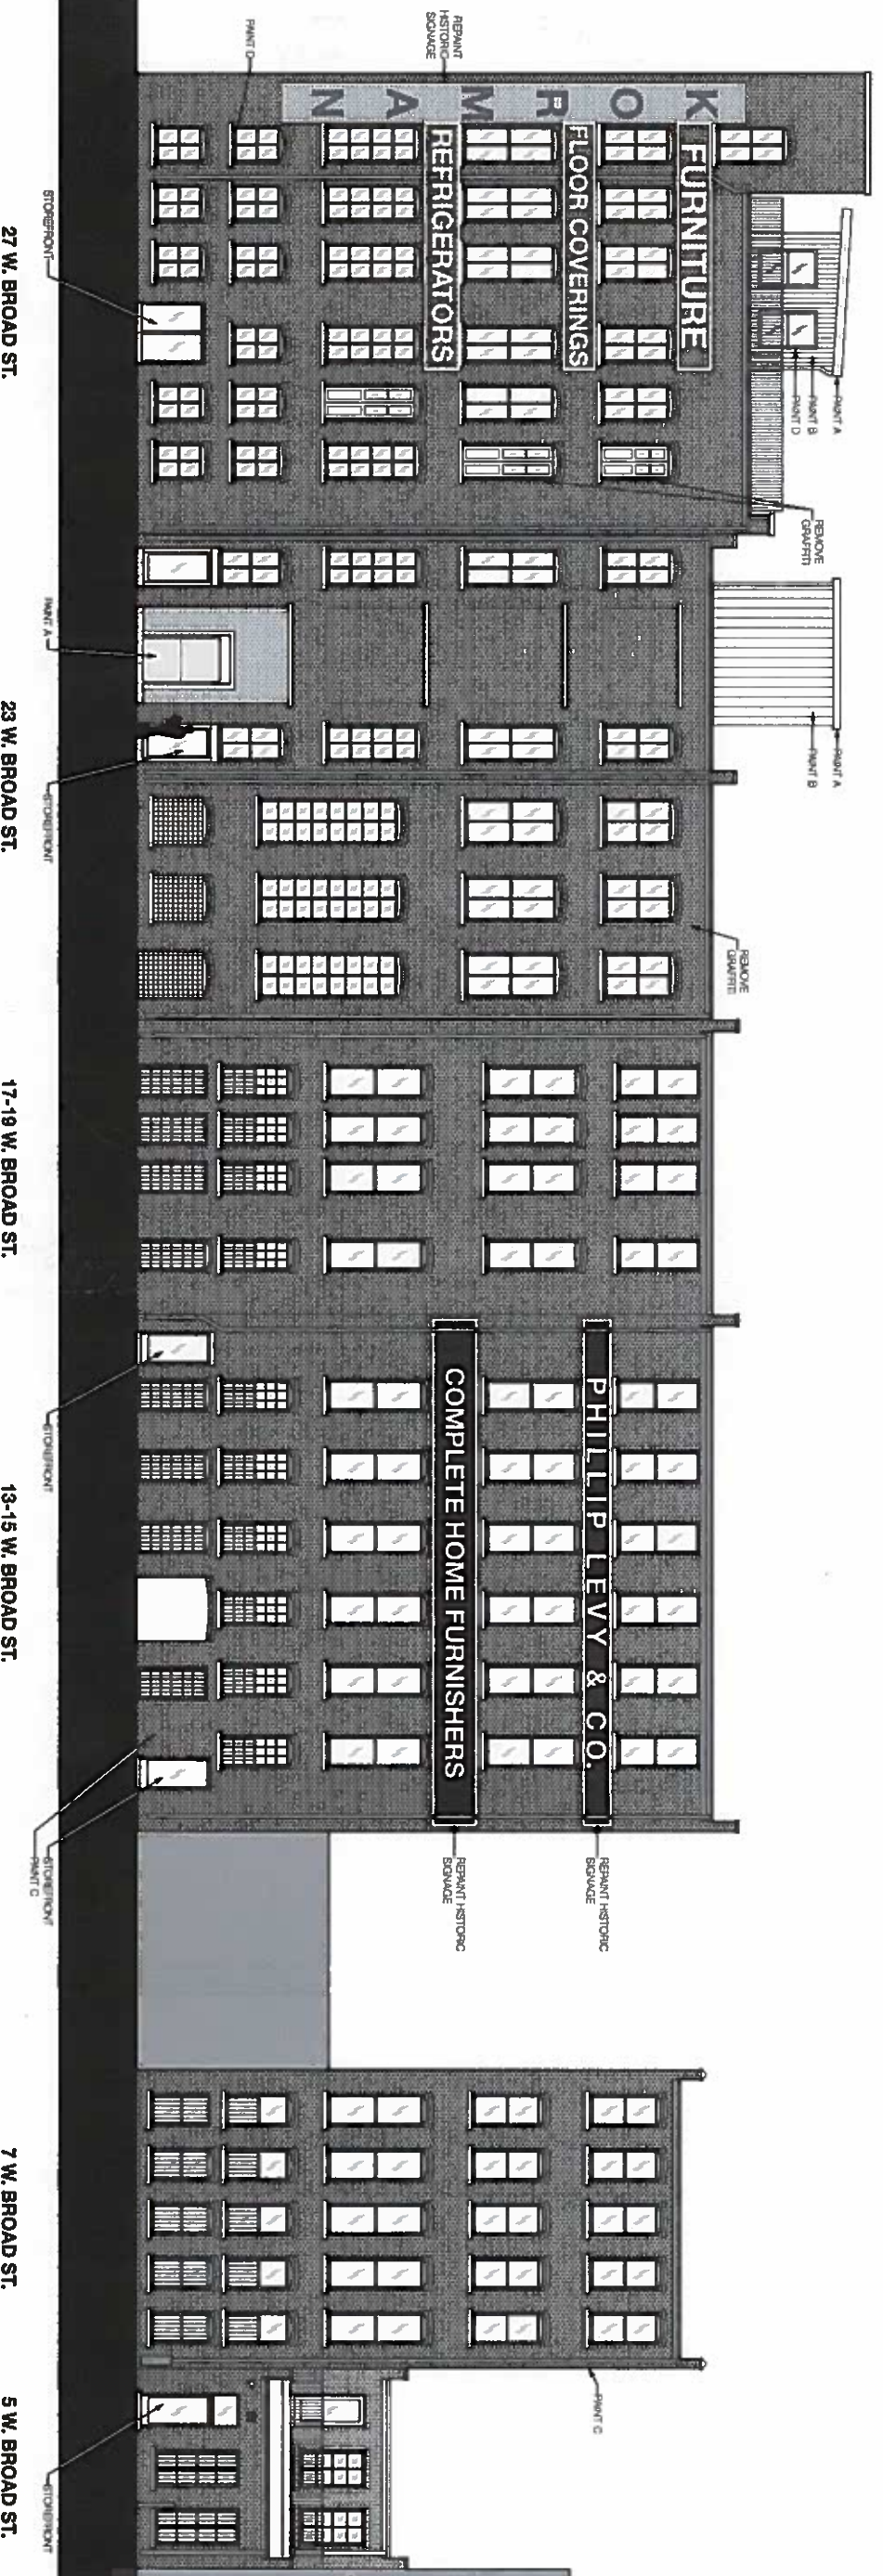 PAINT A
PAINT B
PAINT D
REMOVE
GRAFFITI
PAINT A
PAINT B
REMOVE
GRAFFITI
KORMAN
FURNITURE
FLOOR COVERINGS
REFRIGERATORS
REPAINT
HISTORIC
SIGNAGE
PAINT D
PHILLIP LEVY & CO.
COMPLETE HOME FURNISHERS
REPAINT HISTORIC
SIGNAGE
REPAINT HISTORIC
SIGNAGE
PAINT C
STOREFRONT
PAINT A
STOREFRONT
STOREFRONT
STOREFRONT
PAINT C
STOREFRONT
27 W. BROAD ST.
23 W. BROAD ST.
17-19 W. BROAD ST.
13-15 W. BROAD ST.
7 W. BROAD ST.
5 W. BROAD ST.